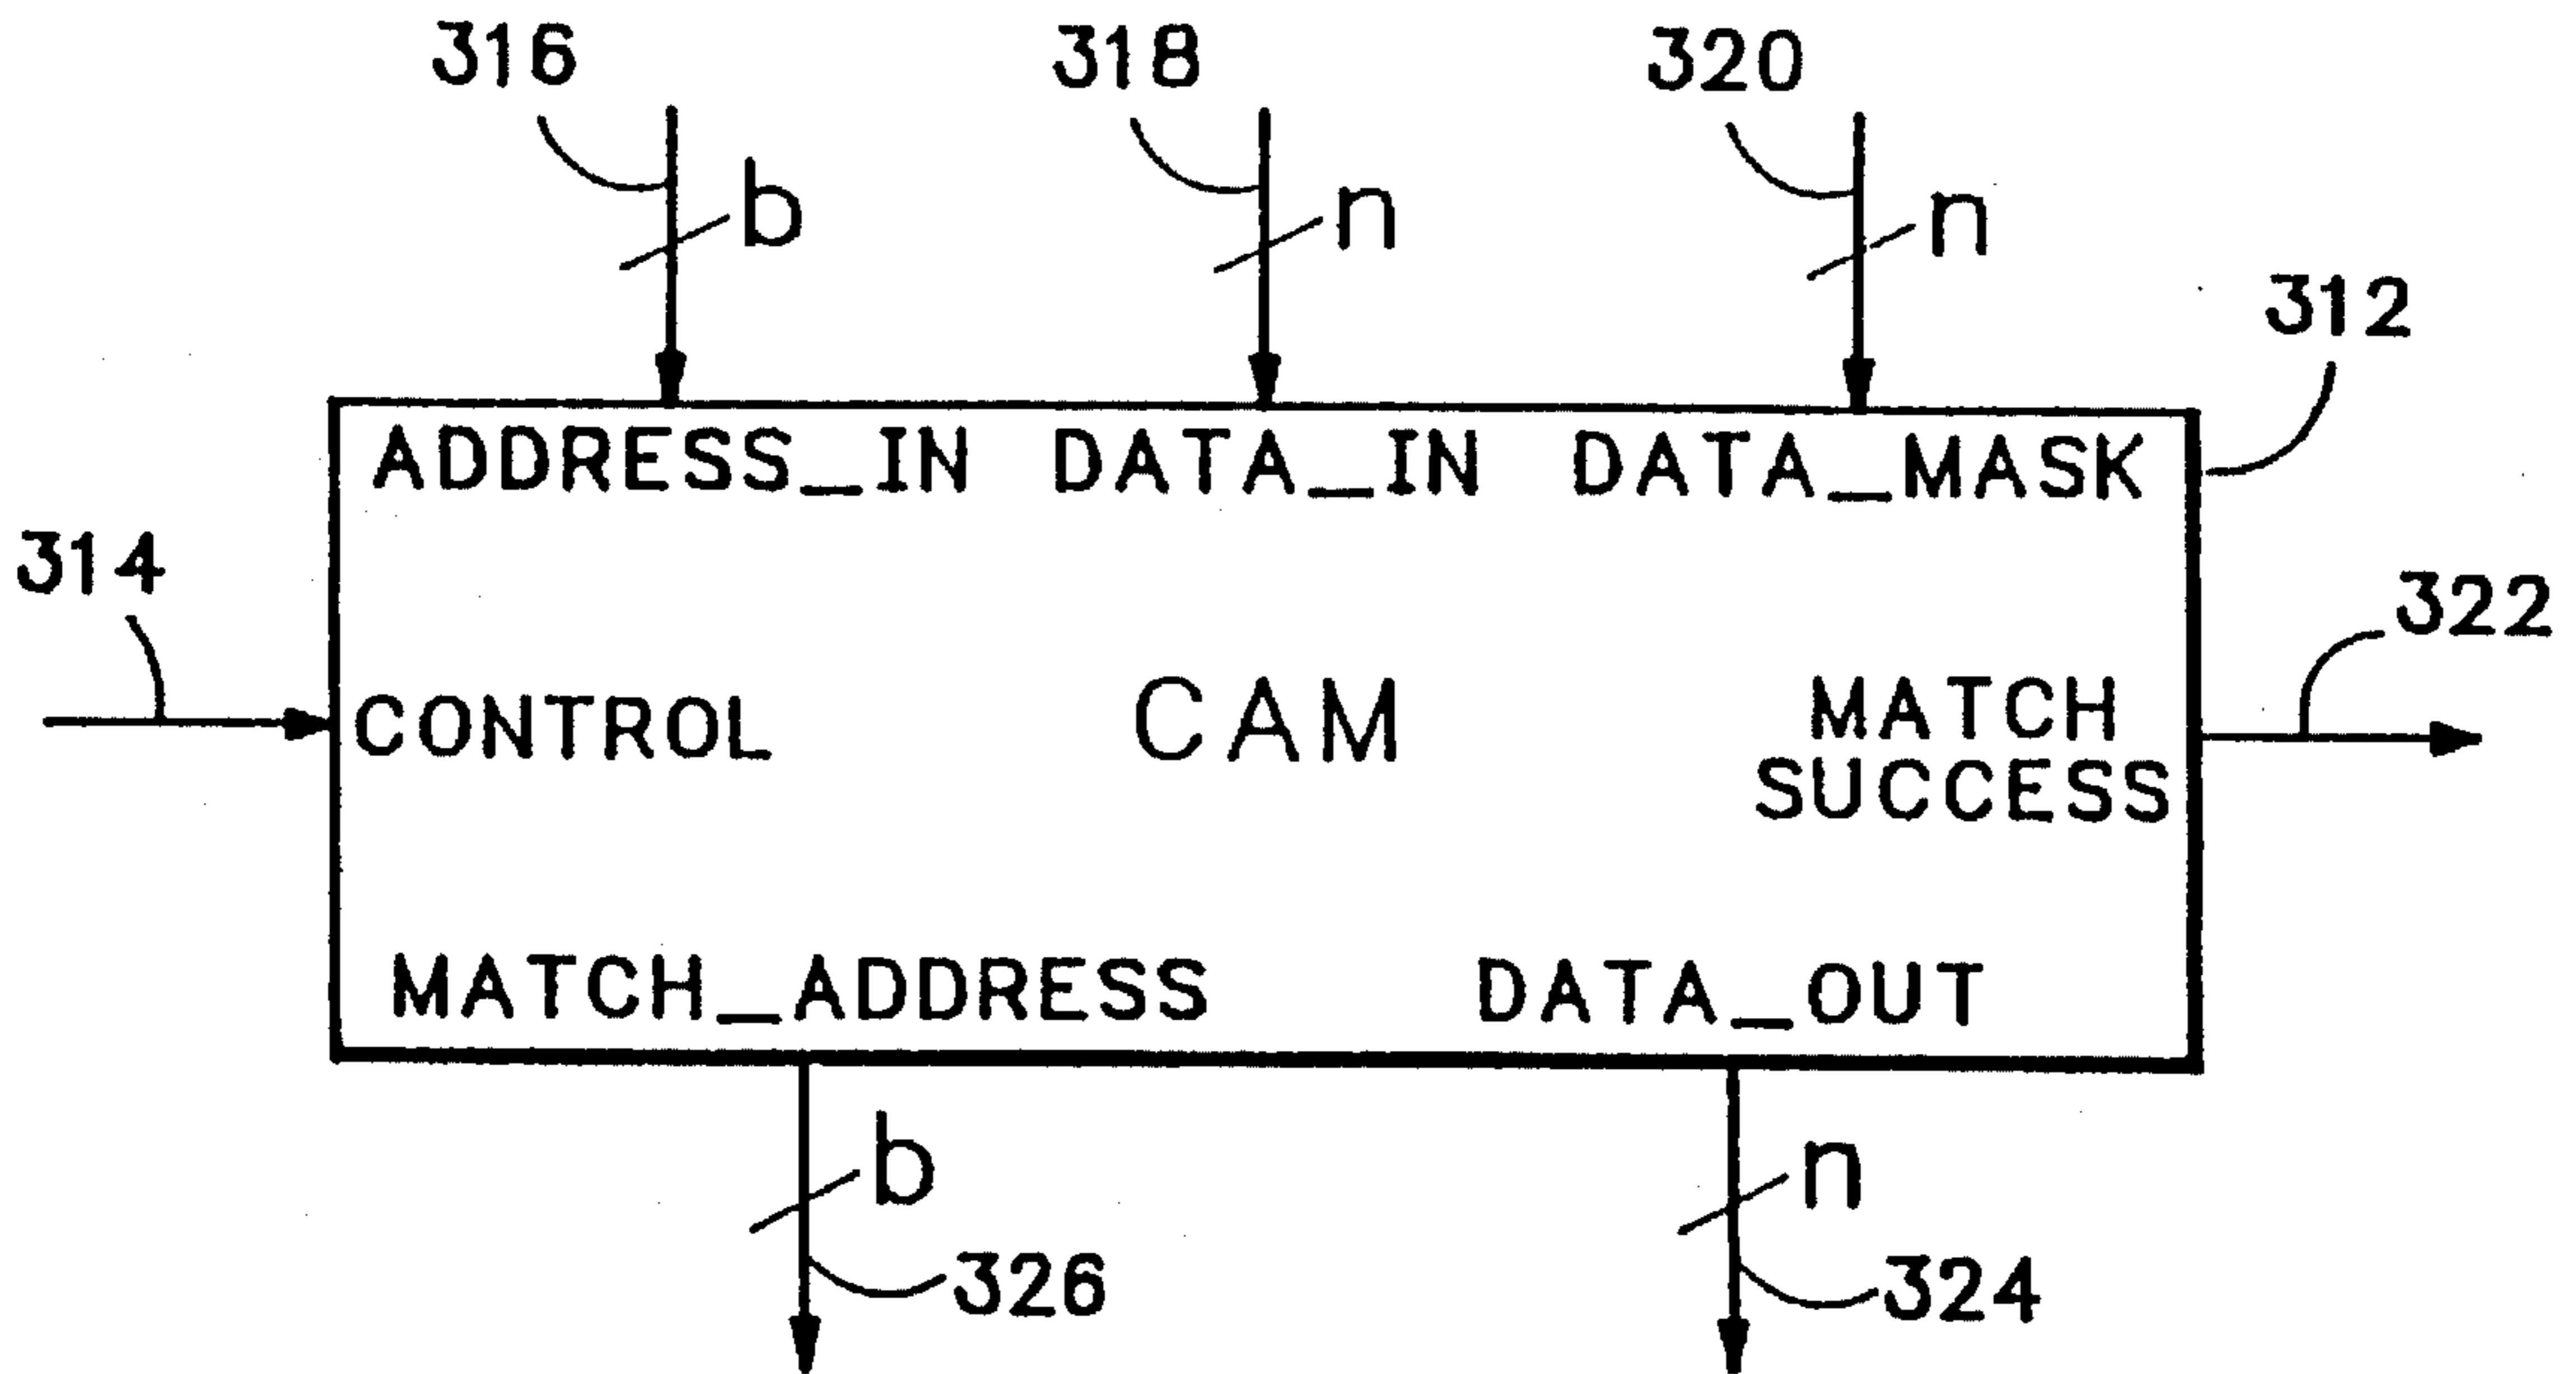 316
318
320
b
n
n
312
ADDRESS_IN
DATA_IN
DATA_MASK
314
322
CONTROL
CAM
MATCH
SUCCESS
MATCH_ADDRESS
DATA_OUT
b
n
326
324